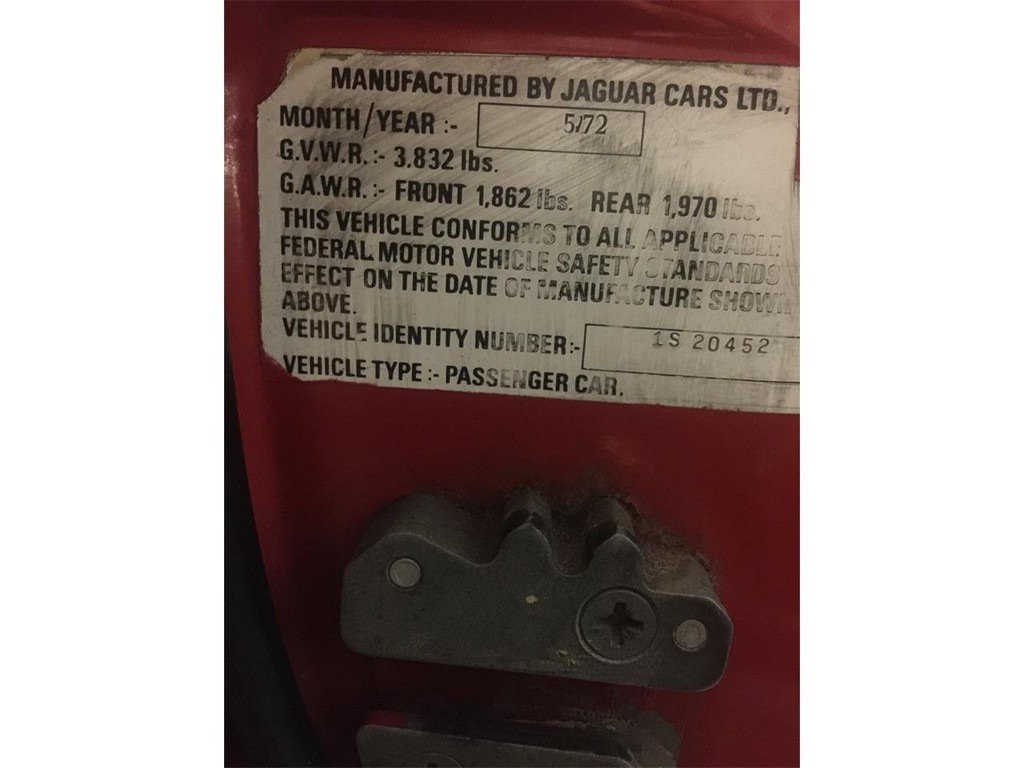 MANUFACTURED BY JAGUAR CARS LTD.,
MONTH/YEAR :- 5/72
G.V.W.R. :- 3.832 lbs.
G.A.W.R. :- FRONT 1,862 lbs. REAR 1,970 lbs.
THIS VEHICLE CONFORMS TO ALL APPLICABLE
FEDERAL MOTOR VEHICLE SAFETY STANDARDS
EFFECT ON THE DATE OF MANUFACTURE SHOWN
ABOVE.
VEHICLE IDENTITY NUMBER:- 1S 20452
VEHICLE TYPE :- PASSENGER CAR.